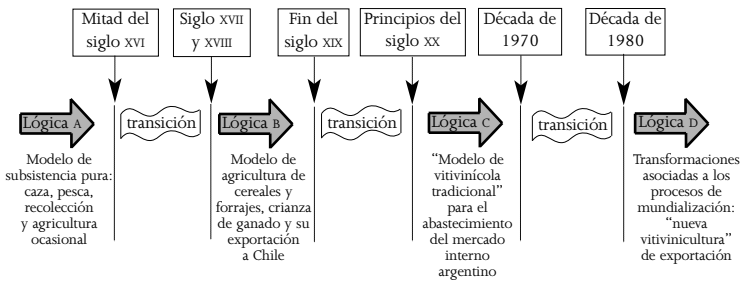 Mitad del
siglo XVI
Siglo XVII
y XVIII
Fin del
siglo XIX
Principios del
siglo XX
Década de
1970
Década de
1980
Lógica A
transición
Lógica B
transición
Lógica C
transición
Lógica D
Modelo de
subsistencia pura:
caza, pesca,
recolección
y agricultura
ocasional
Modelo de
agricultura de
cereales y
forrajes, crianza
de ganado y su
exportación
a Chile
“Modelo de
vitivinícola
tradicional”
para el
abastecimiento
del mercado
interno
argentino
Transformaciones
asociadas a los
procesos de
mundialización:
“nueva
vitivinicultura”
de exportación